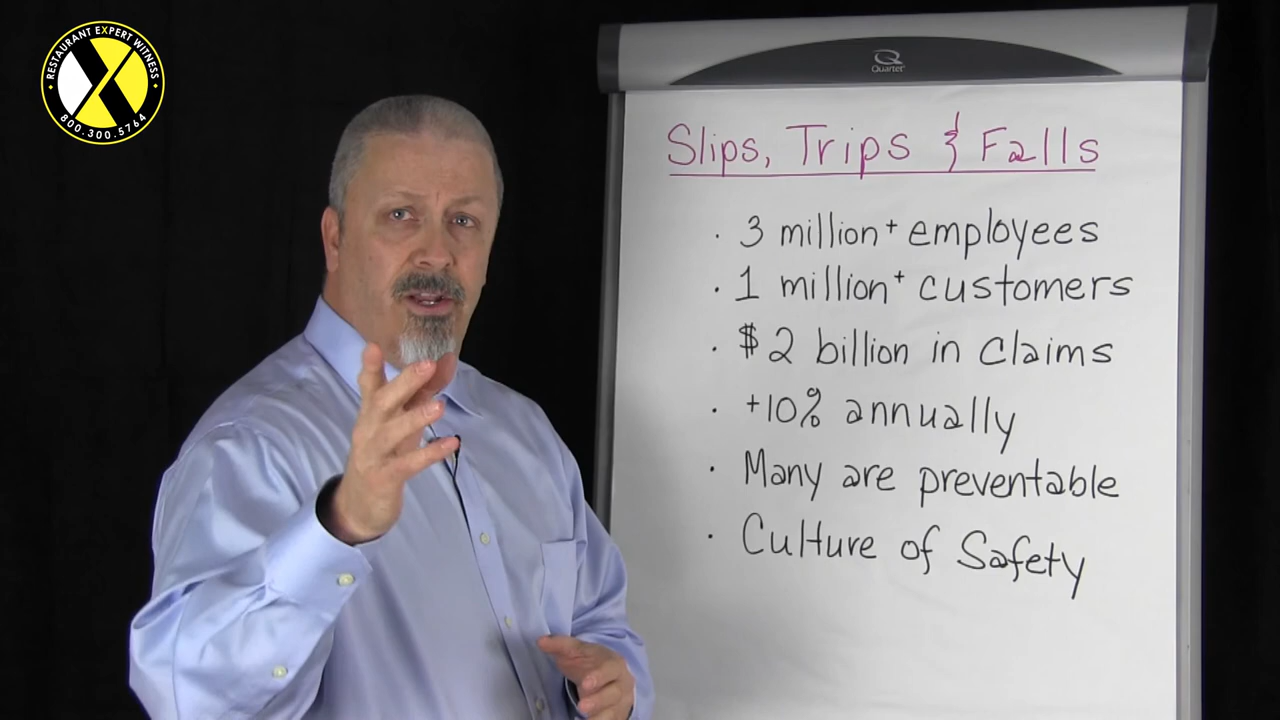 RESTAURANT EXPERT WITNESS
X
800.300.5764
Q
Quartet
Slips, Trips & Falls
· 3 million+ employees
· 1 million+ customers
· $2 billion in claims
· +10% annually
· Many are preventable
· Culture of Safety